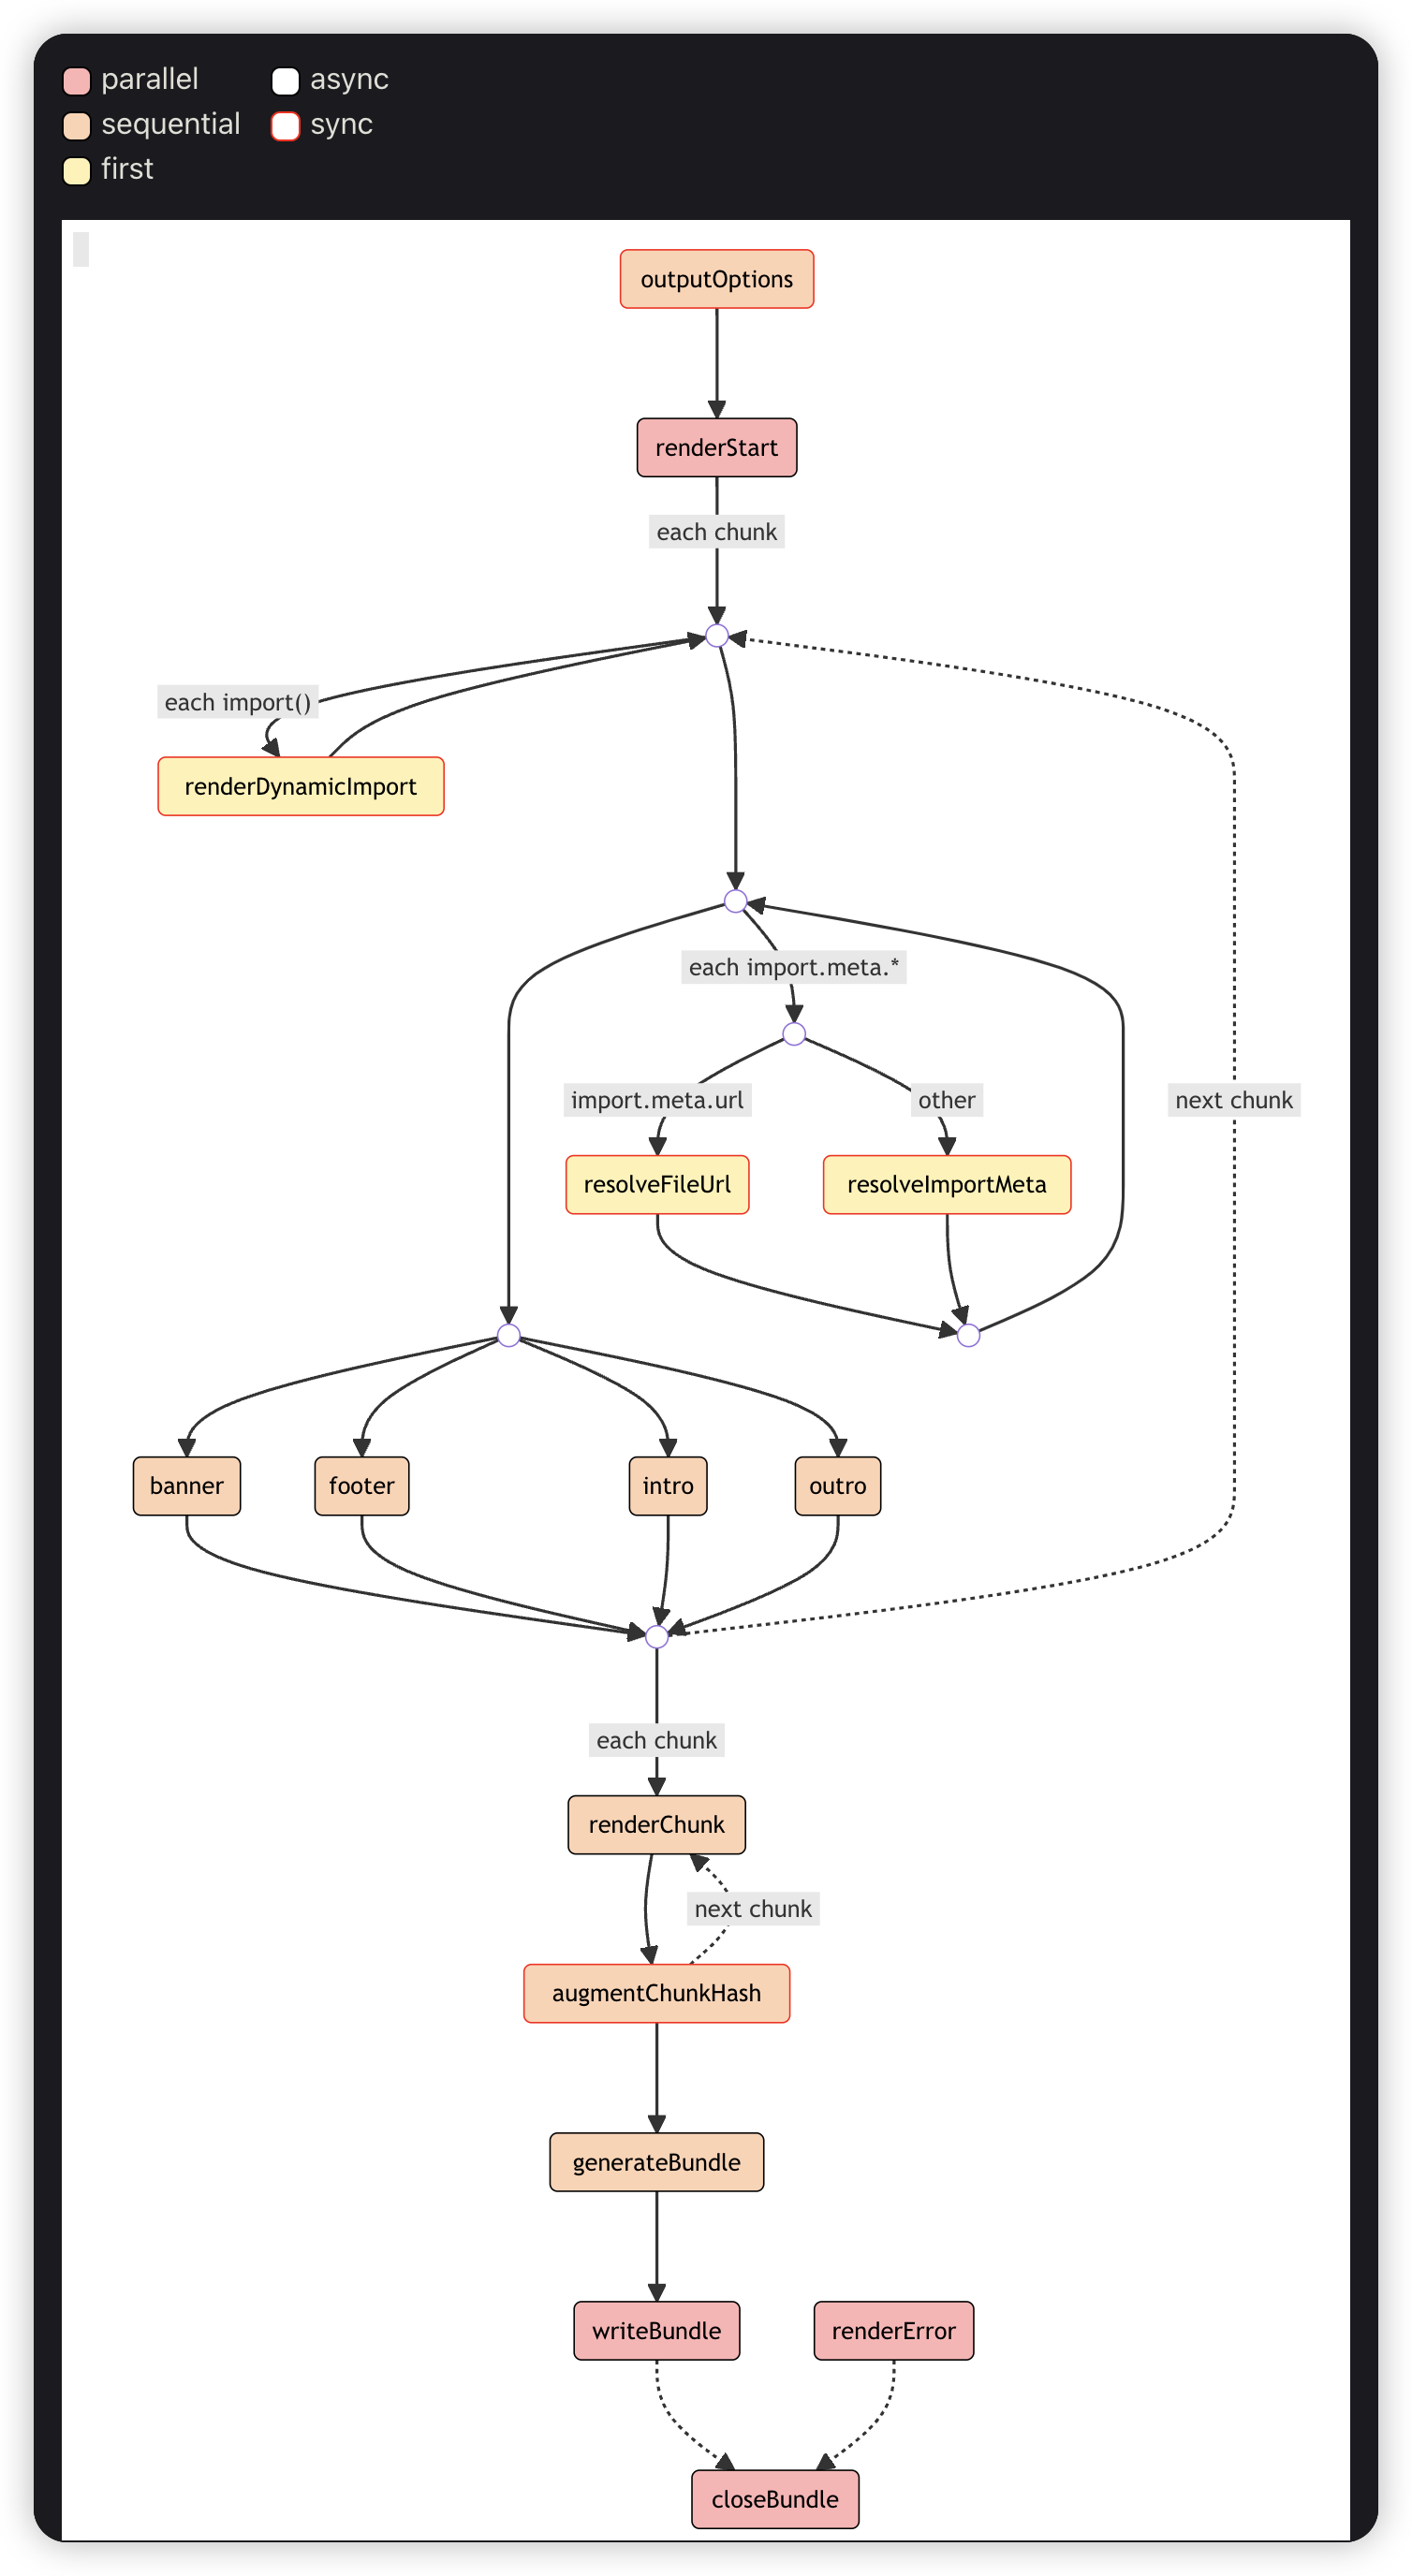 parallel
async
sequential
sync
first
outputOptions
renderStart
each chunk
each import()
renderDynamicImport
each import.meta.*
import.meta.url
other
next chunk
resolveFileUrl
resolveImportMeta
banner
footer
intro
outro
each chunk
renderChunk
next chunk
augmentChunkHash
generateBundle
writeBundle
renderError
closeBundle